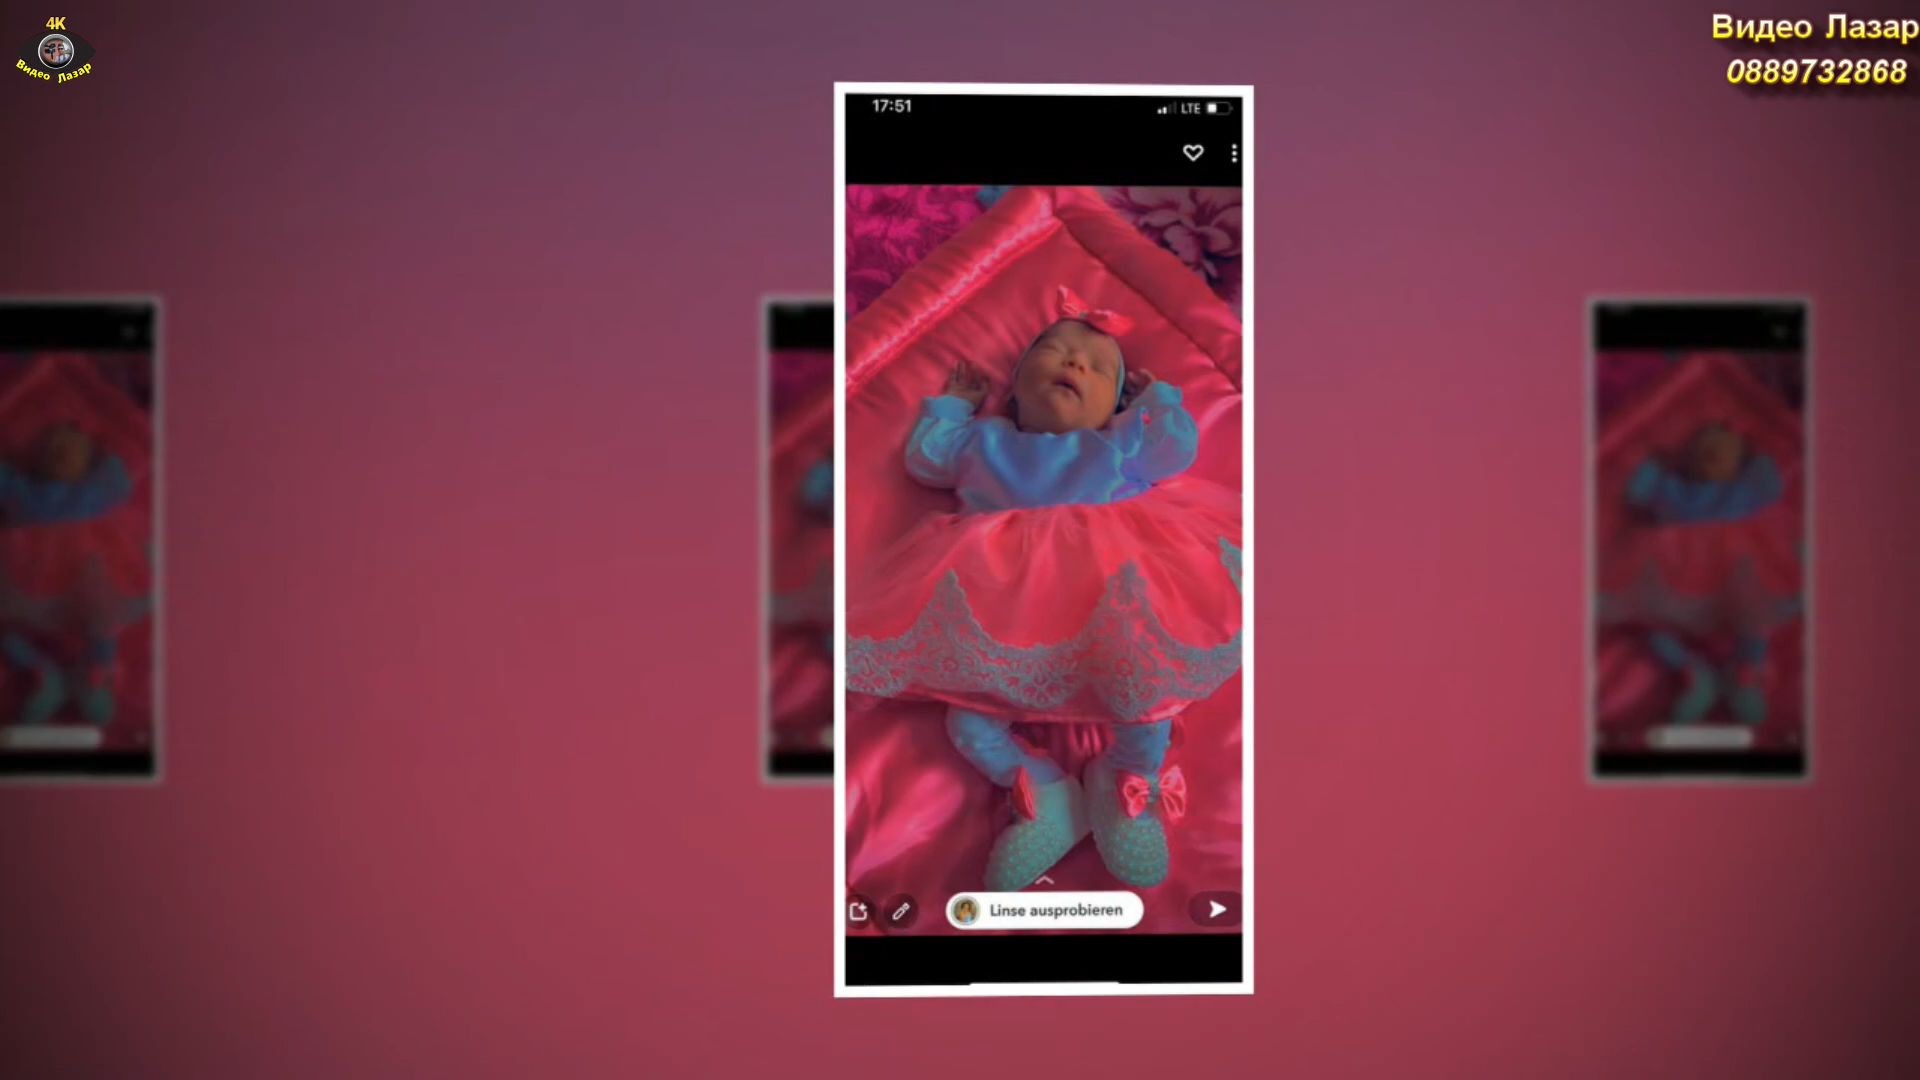 4K
Видео Лазар
Видео Лазар
0889732868
17:51
LTE
Linse ausprobieren